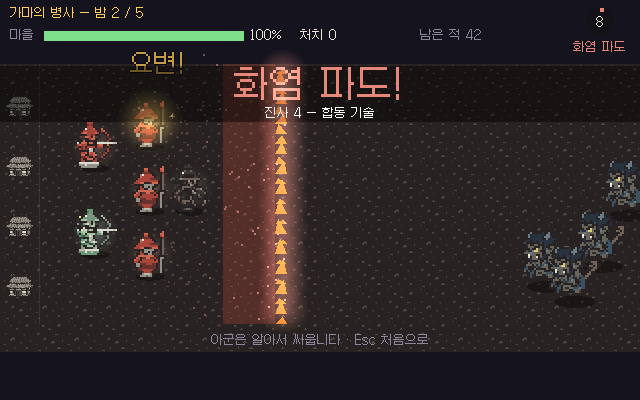 가마의 병사 — 밤 2 / 5
마을 100% 처치 0 남은 적 42
8
화염 파도
요변!
화염 파도!
진사 4 — 합동 기술
아군은 알아서 싸웁니다 · Esc 처음으로